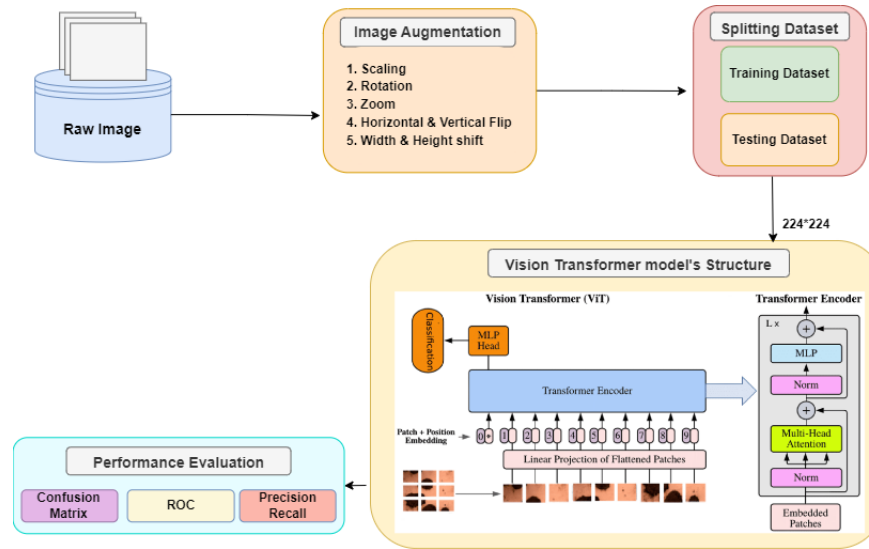 Raw Image
Image Augmentation
1. Scaling
2. Rotation
3. Zoom
4. Horizontal & Vertical Flip
5. Width & Height shift
Splitting Dataset
Training Dataset
Testing Dataset
224*224
Vision Transformer model's Structure
Vision Transformer (ViT)
Classification
MLP
Head
Transformer Encoder
Patch + Position
Embedding
0 * 1 2 3 4 5 6 7 8 9
Linear Projection of Flattened Patches
Transformer Encoder
L x
+
MLP
Norm
+
Multi-Head
Attention
Norm
Embedded
Patches
Performance Evaluation
Confusion
Matrix
ROC
Precision
Recall